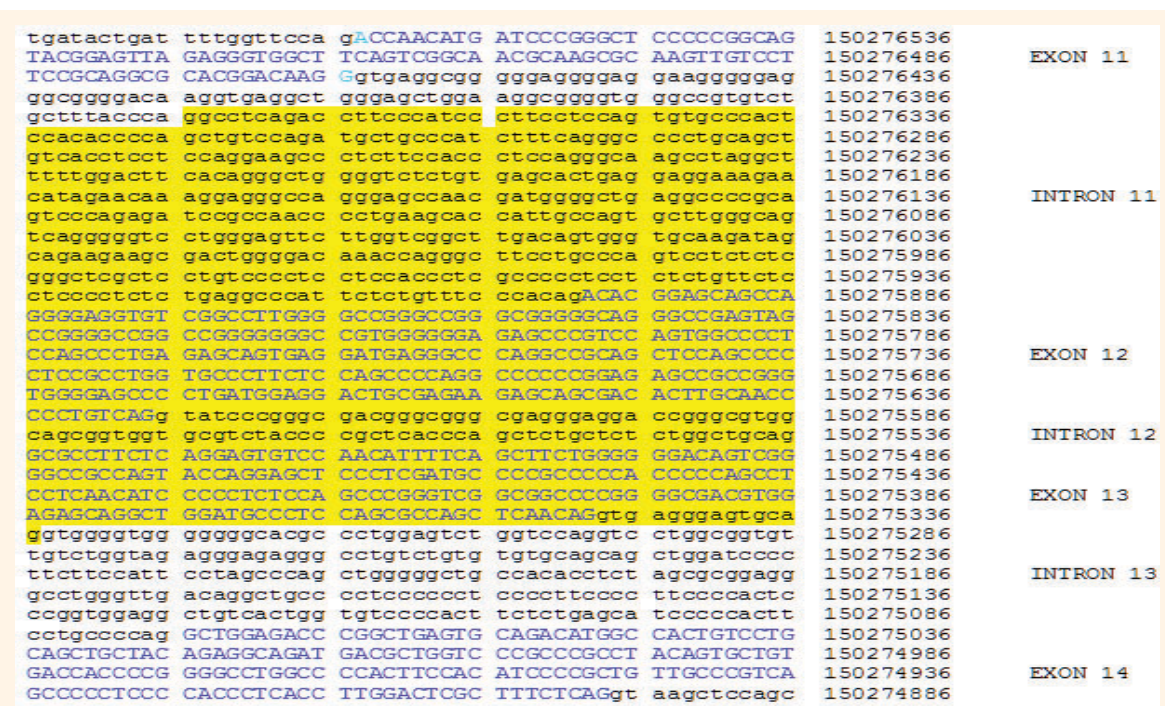 tgatactgat tttggttcca gACCAACATG ATCCCGGGCT CCCCCGGCAG 150276536
TACGGAGTTA GAGGGTGGCT TCAGTCGGCA ACGCAAGCGC AAGTTGTCCT 150276486 EXON 11
TCCGCAGGCG CACGGACAAG Ggtgaggcgg gggaggggag gaagggggag 150276436
ggcggggaca aggtgaggct gggagctgga aggcggggtg ggccgtgtct 150276386
gctttaccca ggcctcagac cttcccatcc cttcctccag tgtgcccact 150276336
ccacacccca gctgtccaga tgctgcccat ctttcagggc ccctgcagct 150276286
gtcacctcct ccaggaagcc ctcttccacc ctccagggca agcctaggct 150276236
ttttggactt cacagggctg gggtctctgt gagcactgag gaggaaagaa 150276186
catagaacaa aggagggcca gggagccaac gatggggctg aggccccgca 150276136 INTRON 11
gtcccagaga tccgccaacc cctgaagcac cattgccagt gcttgggcag 150276086
tcagggggtc ctgggagttc ttggtcggct tgacagtggg tgcaagatag 150276036
cagaagaagc gactggggac aaaccagggc ttcctgccca gtcctctctc 150275986
gggctcgctc ctgtcccctc ctccaccctc gcccccctcct ctctgttctc 150275936
ctcccctctc tgaggcccat tctctgtttc ccacagACAC GGAGCAGCCA 150275886
GGGGAGGTGT CGGCCTTGGG GCCGGGCCGG GCGGGGGCAG GGCCGAGTAG 150275836
CCGGGGCCGG CCGGGGGGGC CGTGGGGGGA GAGCCCGTCC AGTGGCCCCT 150275786
CCAGCCCTGA GAGCAGTGAG GATGAGGGCC CAGGCCGCAG CTCCAGCCCC 150275736 EXON 12
CTCCGCCTGG TGCCCTTCTC CAGCCCCAGG CCCCCCGGAG AGCCGCCGGG 150275686
TGGGGAGCCC CTGATGGAGG ACTGCGAGAA GAGCAGCGAC ACTTGCAACC 150275636
CCCTGTCAGg tatcccgggc gacgggcggg cgagggagga ccgggcgtgg 150275586
cagcggtggt gcgtctaccc cgctcaccca gctctgctct ctggctgcag 150275536 INTRON 12
GCGCCTTCTC AGGAGTGTCC AACATTTTCA GCTTCTGGGG GGACAGTCGG 150275486
GGCCGCCAGT ACCAGGAGCT CCCTCGATGC CCCGCCCCCA CCCCCAGCCT 150275436
CCTCAACATC CCCCTCTCCA GCCCGGGTCG GCGGCCCCGG GGCGACGTGG 150275386 EXON 13
AGAGCAGGCT GGATGCCCTC CAGCGCCAGC TCAACAGgtg agggagtgca 150275336
ggtggggtgg gggggcacgc cctggagtct ggtccaggtc ctggcggtgt 150275286
tgtctggtag agggagaggg cctgtctgtg tgtgcagcag ctggatcccc 150275236
ttcttccatt cctagcccag ctgggggctg ccacacctct agcgcggagg 150275186 INTRON 13
gcctgggttg acaggctgcc cctccccccct ccccttcccc ttccccactc 150275136
ccggtggagg ctgtcactgg tgtccccact tctctgagca tcccccactt 150275086
cctgccccag GCTGGAGACC CGGCTGAGTG CAGACATGGC CACTGTCCTG 150275036
CAGCTGCTAC AGAGGCAGAT GACGCTGGTC CCGCCCGCCT ACAGTGCTGT 150274986
GACCACCCCG GGGCCTGGCC CCACTTCCAC ATCCCCGCTG TTGCCCGTCA 150274936 EXON 14
GCCCCCTCCC CACCCTCACC TTGGACTCGC TTTCTCAGgt aagctccagc 150274886